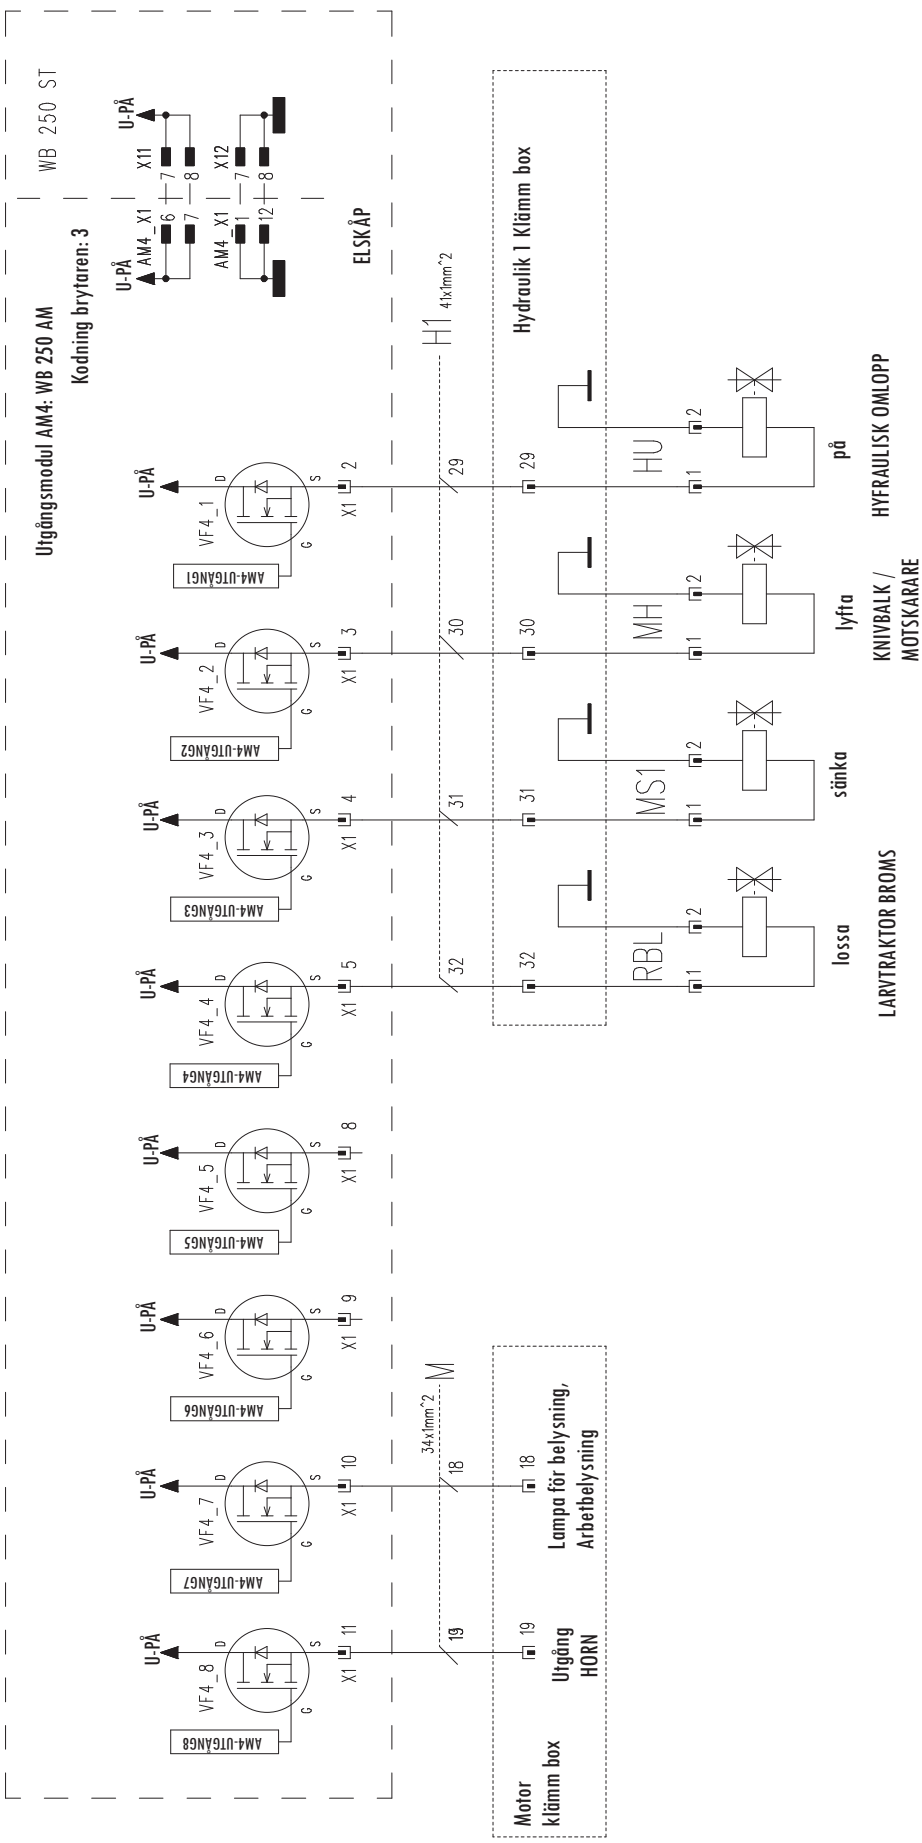 Utgångsmodul AM4: WB 250 AM
Kodning brytaren: 3
WB 250 ST
U-PÅ
U-PÅ
AM4_X1
X11
6
7
7
8
AM4_X1
X12
1
7
12
8
ELSKÅP
U-PÅ
U-PÅ
U-PÅ
U-PÅ
U-PÅ
U-PÅ
U-PÅ
U-PÅ
VF4_8
D
S
G
VF4_7
D
S
G
VF4_6
D
S
G
VF4_5
D
S
G
VF4_4
D
S
G
VF4_3
D
S
G
VF4_2
D
S
G
VF4_1
D
S
G
AM4-UTGÅNG8
AM4-UTGÅNG7
AM4-UTGÅNG6
AM4-UTGÅNG5
AM4-UTGÅNG4
AM4-UTGÅNG3
AM4-UTGÅNG2
AM4-UTGÅNG1
X1 11
X1 10
X1 9
X1 8
X1 5
X1 4
X1 3
X1 2
34x1mm^2
M
H1
41x1mm^2
18
32
31
30
29
19
18
32
31
30
29
Motor
klämm box
Utgång
HORN
Lampa för belysning,
Arbetbelysning
Hydraulik 1 Klämm box
RBL
MS1
MH
HU
1
2
1
2
1
2
1
2
lossa
sänka
lyfta
på
LARVTRAKTOR BROMS
KNIVBALK /
MOTSKARARE
HYFRAULISK OMLOPP